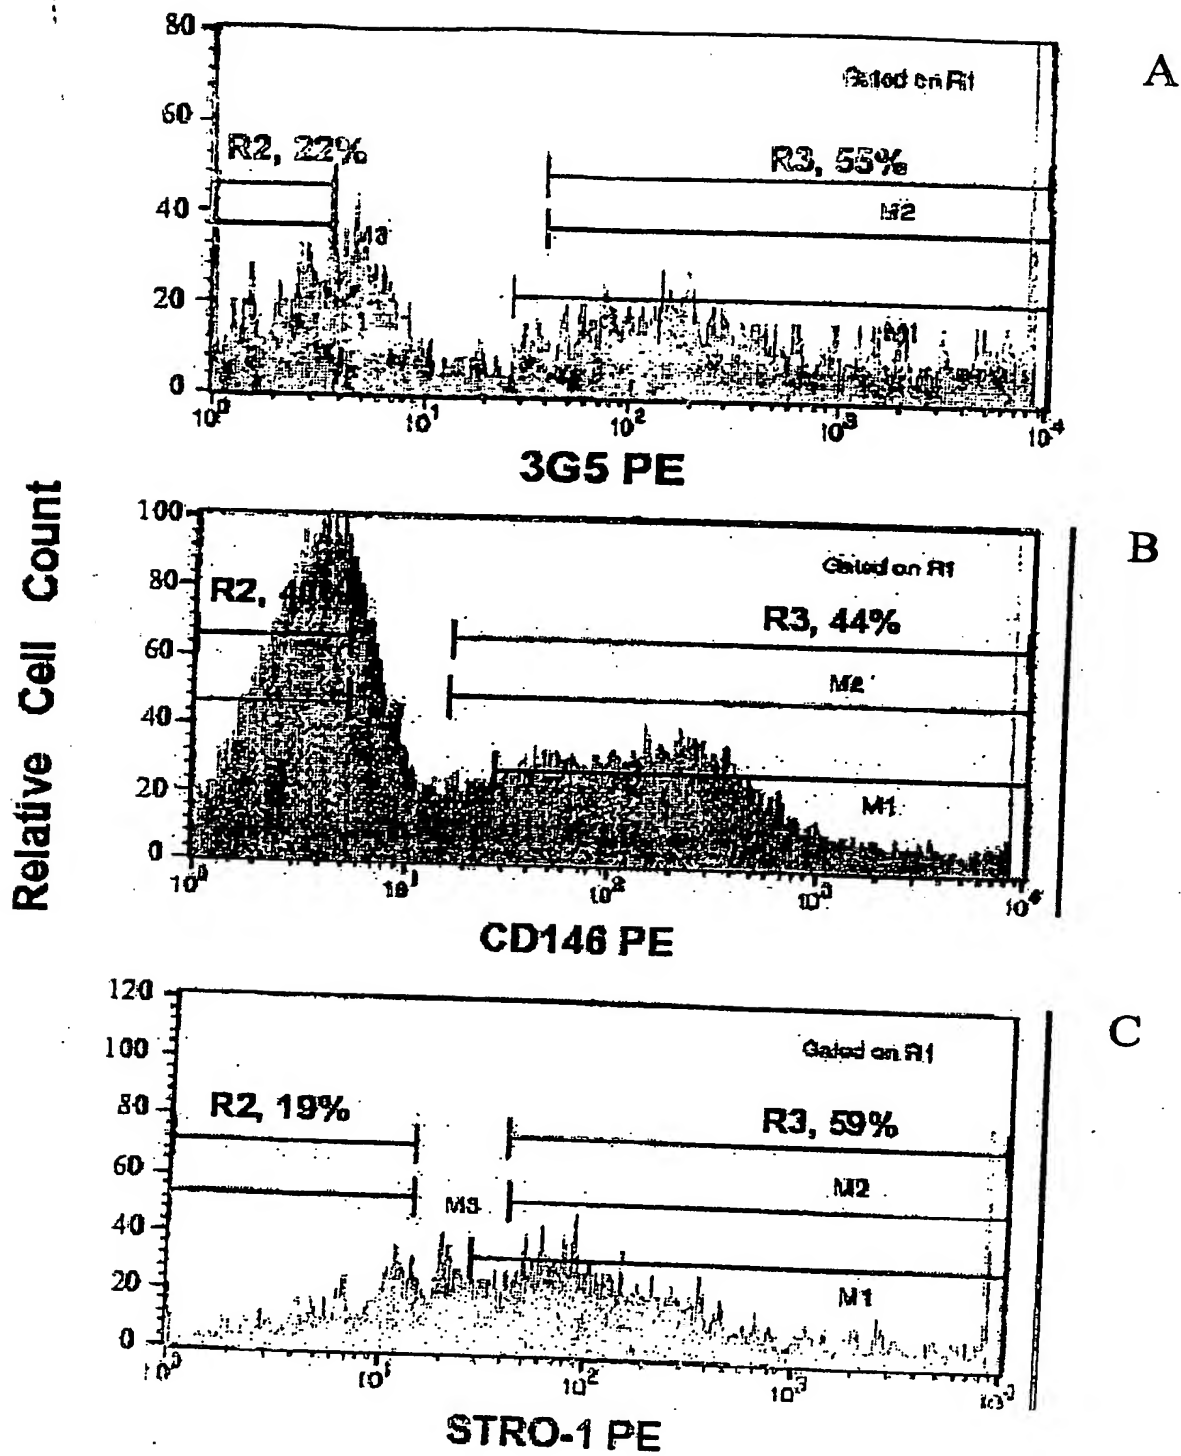 80
A
Gated on R1
60
R2, 22%
R3, 55%
40
M2
M3
20
M1
0
10⁰ 10¹ 10² 10³ 10⁴
3G5 PE
Relative Cell Count
100
B
Gated on R1
80
R2,
R3, 44%
60
M2
40
20
M1
0
10⁰ 10¹ 10² 10³ 10⁴
CD146 PE
120
C
100
Gated on R1
80
R2, 19%
R3, 59%
60
M2
M3
40
20
M1
0
10⁰ 10¹ 10² 10³
STRO-1 PE